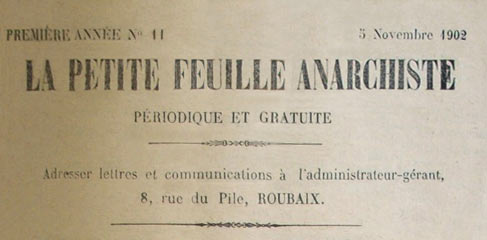 PREMIÈRE ANNÉE No 11 5 Novembre 1902
LA PETITE FEUILLE ANARCHISTE
PÉRIODIQUE ET GRATUITE
Adresser lettres et communications à l'administrateur-gérant,
8, rue du Pile, ROUBAIX.